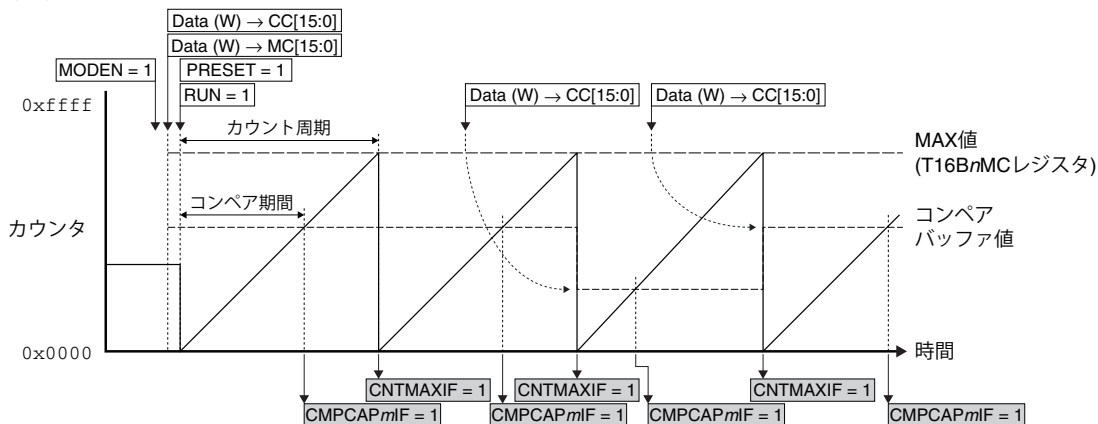 Data (W) → CC[15:0]
Data (W) → MC[15:0]
MODEN = 1
PRESET = 1
RUN = 1
Data (W) → CC[15:0]
Data (W) → CC[15:0]
0xffff
カウント周期
MAX値
(T16BnMCレジスタ)
コンペア期間
コンペア
バッファ値
カウンタ
0x0000
時間
CNTMAXIF = 1
CNTMAXIF = 1
CNTMAXIF = 1
CMPCAPmIF = 1
CMPCAPmIF = 1
CMPCAPmIF = 1
CMPCAPmIF = 1